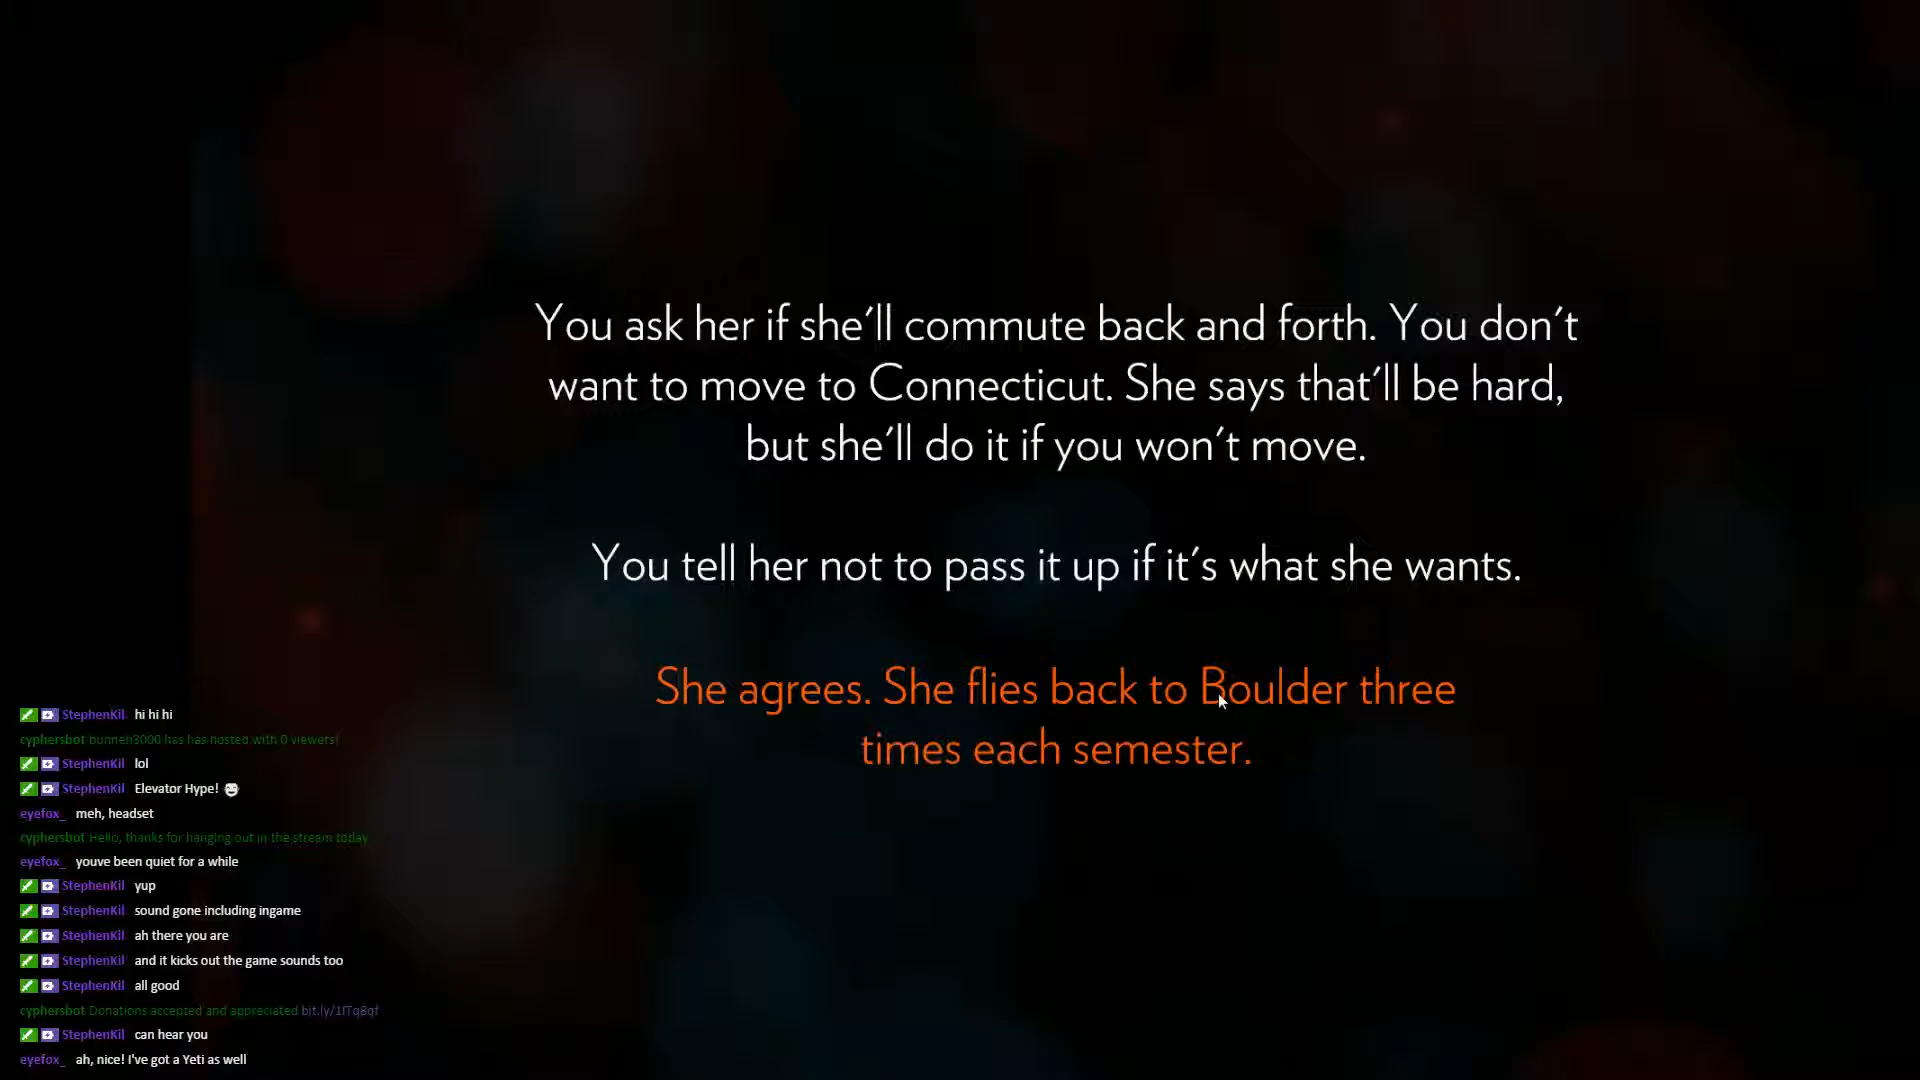 You ask her if she'll commute back and forth. You don't
want to move to Connecticut. She says that'll be hard,
but she'll do it if you won't move.
You tell her not to pass it up if it's what she wants.
She agrees. She flies back to Boulder three
times each semester.
StephenKil hi hi hi
cyphersbot bunneh3000 has has hosted with 0 viewers!
StephenKil lol
StephenKil Elevator Hype!
eyefox_ meh, headset
cyphersbot Hello, thanks for hanging out in the stream today
eyefox_ youve been quiet for a while
StephenKil yup
StephenKil sound gone including ingame
StephenKil ah there you are
StephenKil and it kicks out the game sounds too
StephenKil all good
cyphersbot Donations accepted and appreciated
StephenKil can hear you
eyefox_ ah, nice! I've got a Yeti as well